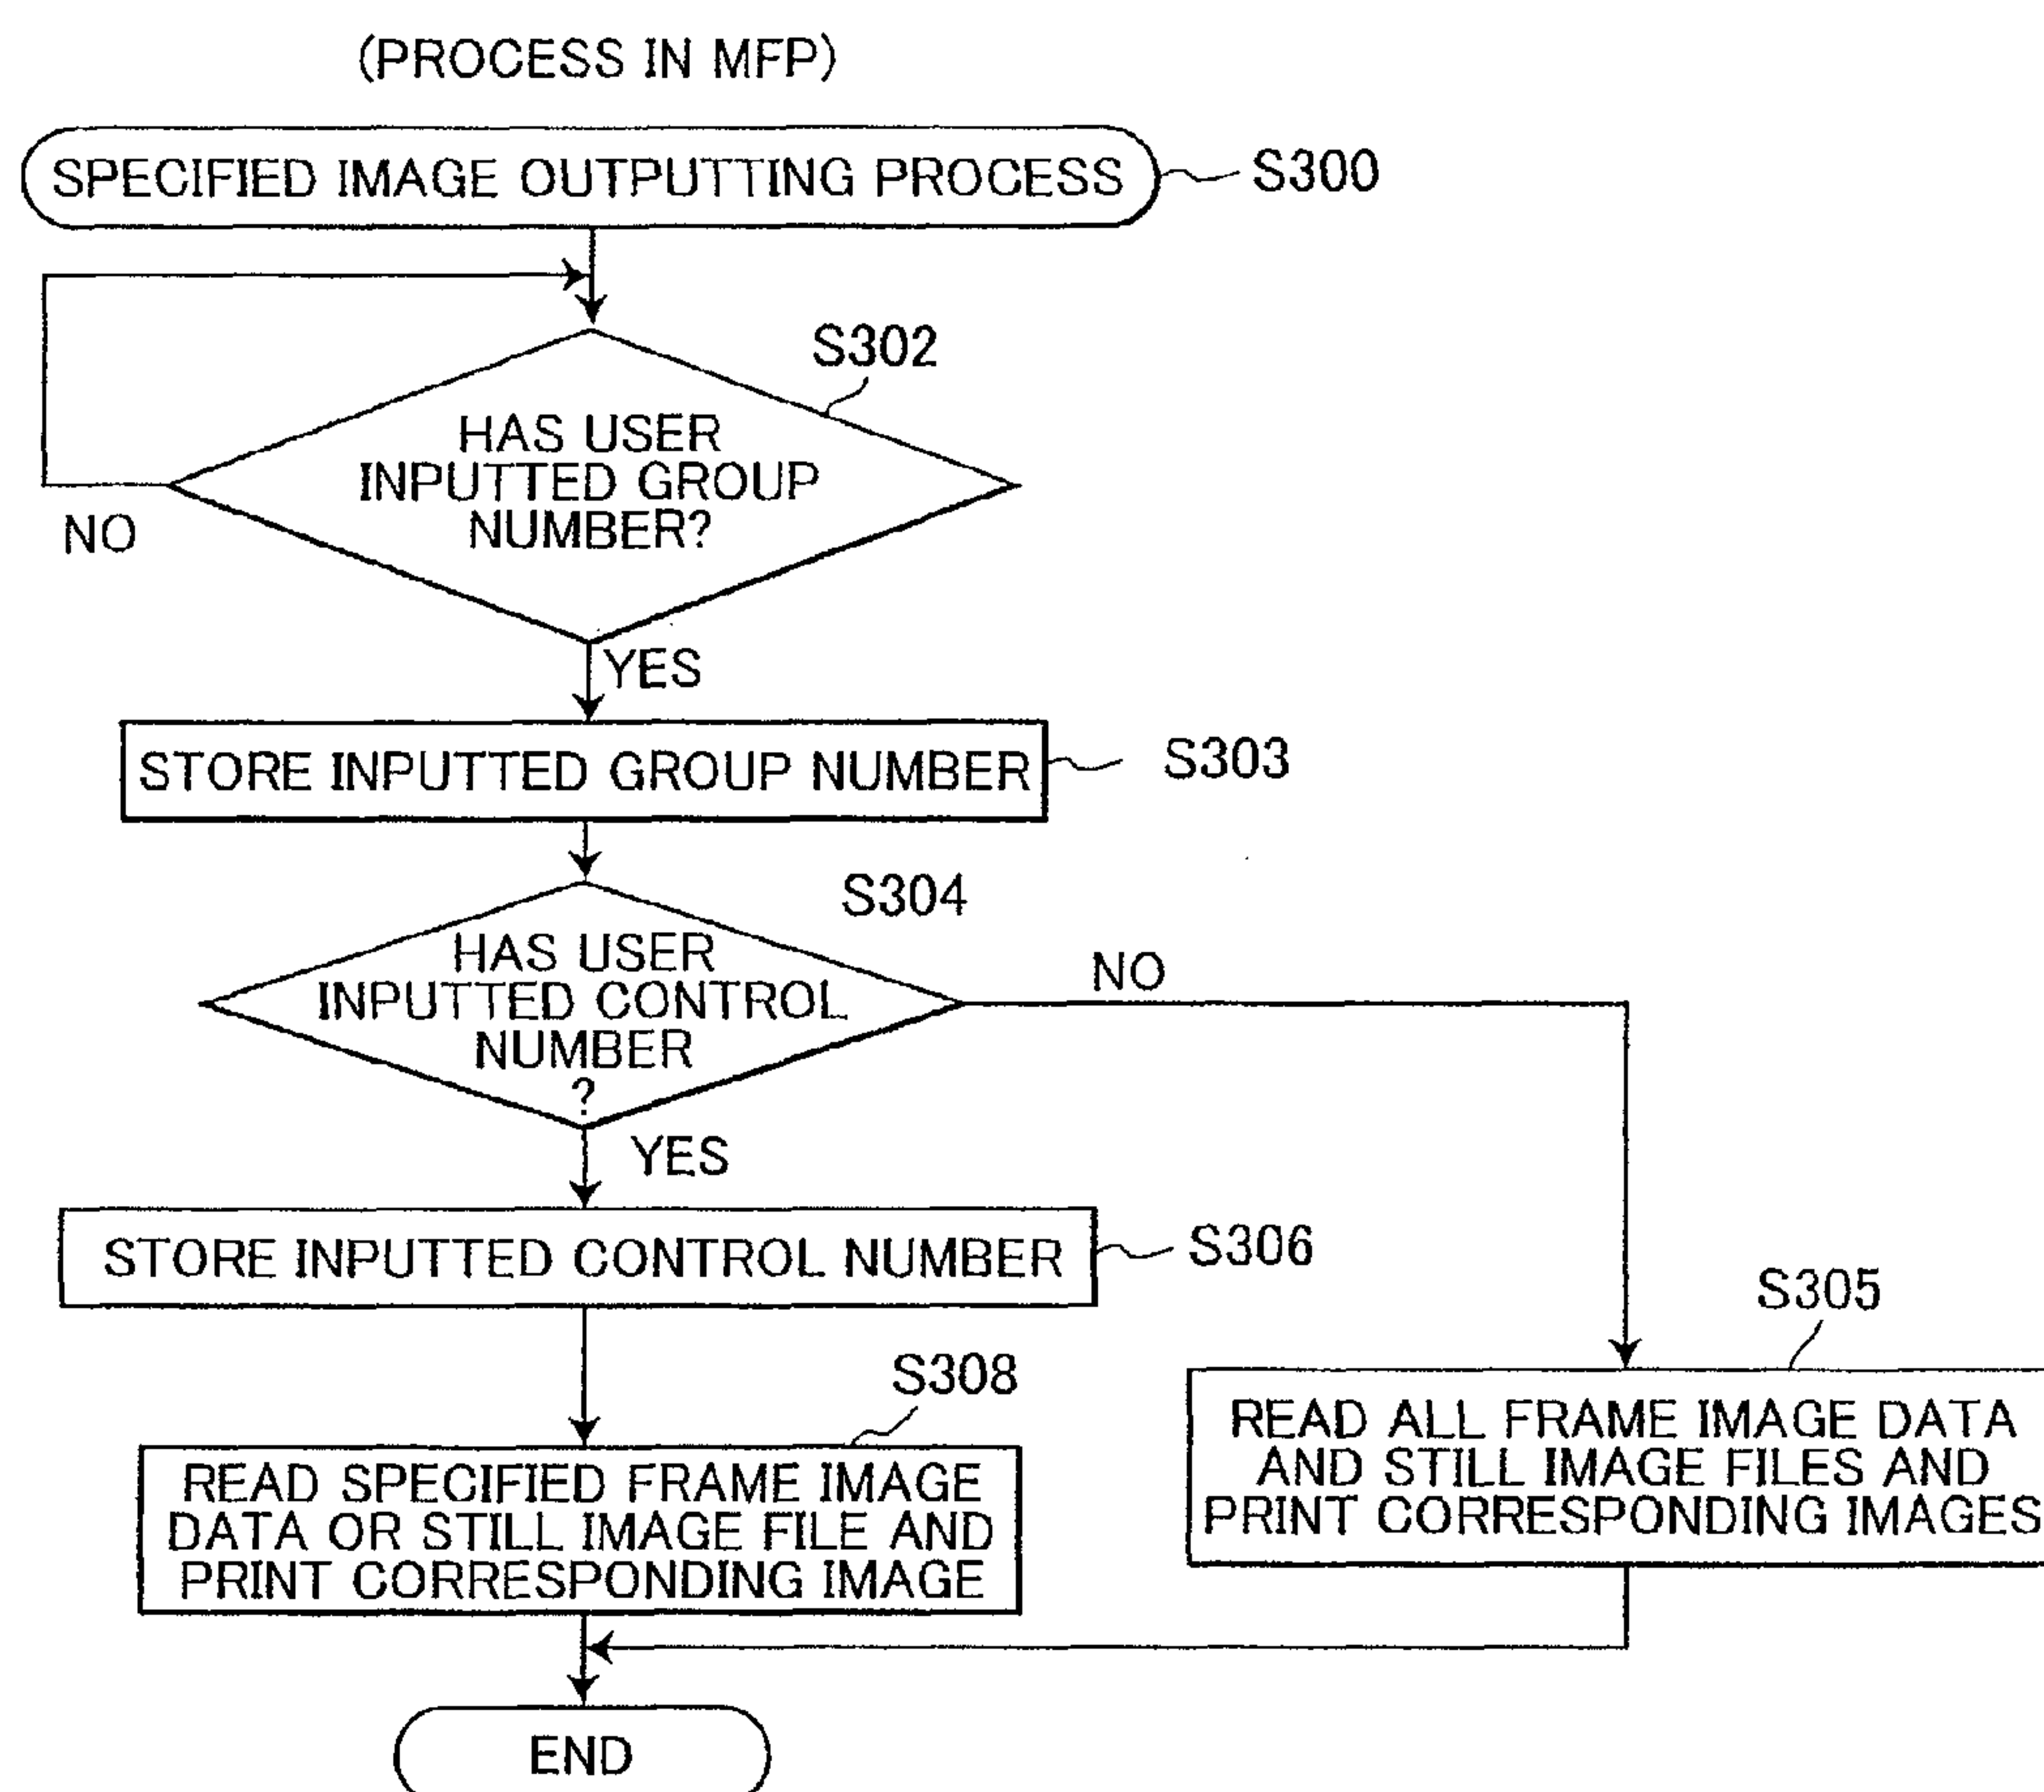 (PROCESS IN MFP)
SPECIFIED IMAGE OUTPUTTING PROCESS
S300
S302
HAS USER
INPUTTED GROUP
NUMBER?
NO
YES
STORE INPUTTED GROUP NUMBER
S303
S304
HAS USER
INPUTTED CONTROL
NUMBER
?
NO
YES
STORE INPUTTED CONTROL NUMBER
S306
S305
READ ALL FRAME IMAGE DATA
AND STILL IMAGE FILES AND
PRINT CORRESPONDING IMAGES
S308
READ SPECIFIED FRAME IMAGE
DATA OR STILL IMAGE FILE AND
PRINT CORRESPONDING IMAGE
END